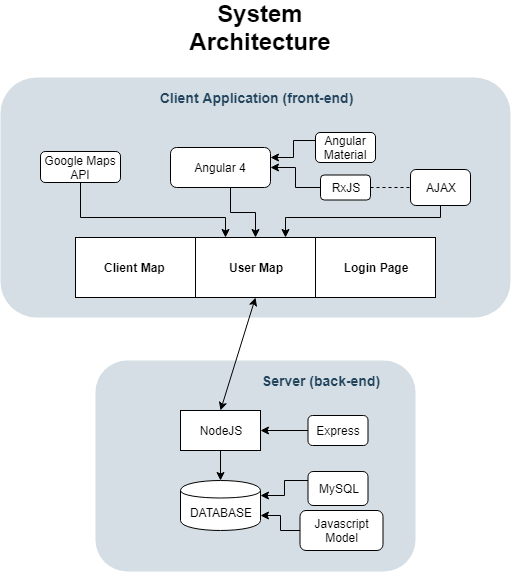 System
Architecture
Client Application (front-end)
Google Maps
API
Angular 4
Angular
Material
RxJS
AJAX
Client Map
User Map
Login Page
Server (back-end)
NodeJS
Express
DATABASE
MySQL
Javascript
Model